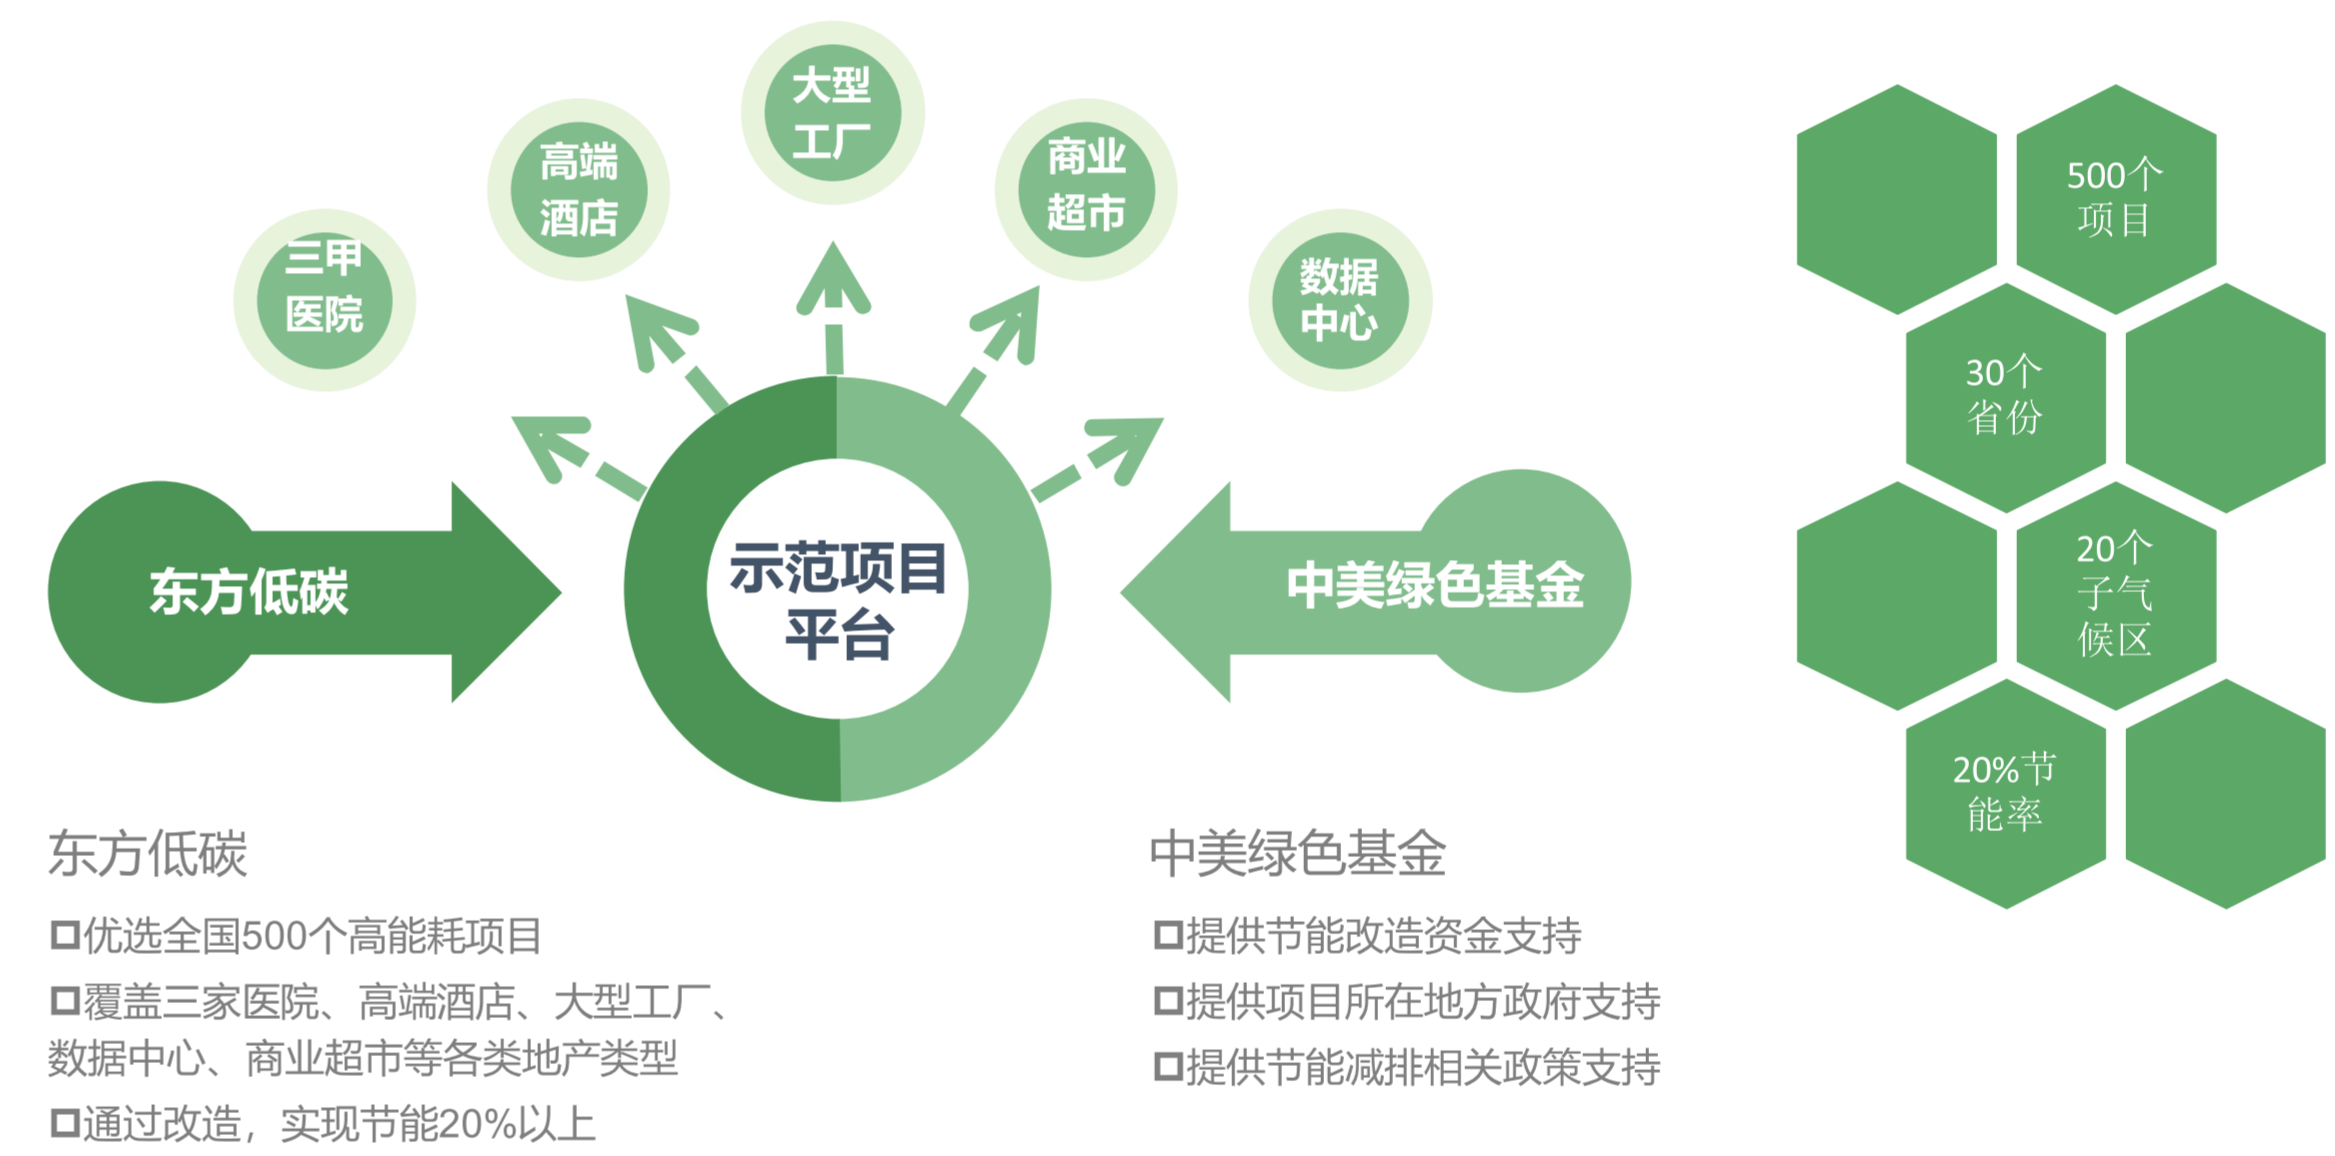 大型
工厂
高端
酒店
商业
超市
三甲
医院
数据
中心
东方低碳
示范项目
平台
中美绿色基金
500个
项目
30个
省份
20个
子气
候区
20%节
能率
东方低碳
优选全国500个高能耗项目
覆盖三家医院、高端酒店、大型工厂、
数据中心、商业超市等各类地产类型
通过改造，实现节能20%以上
中美绿色基金
提供节能改造资金支持
提供项目所在地方政府支持
提供节能减排相关政策支持